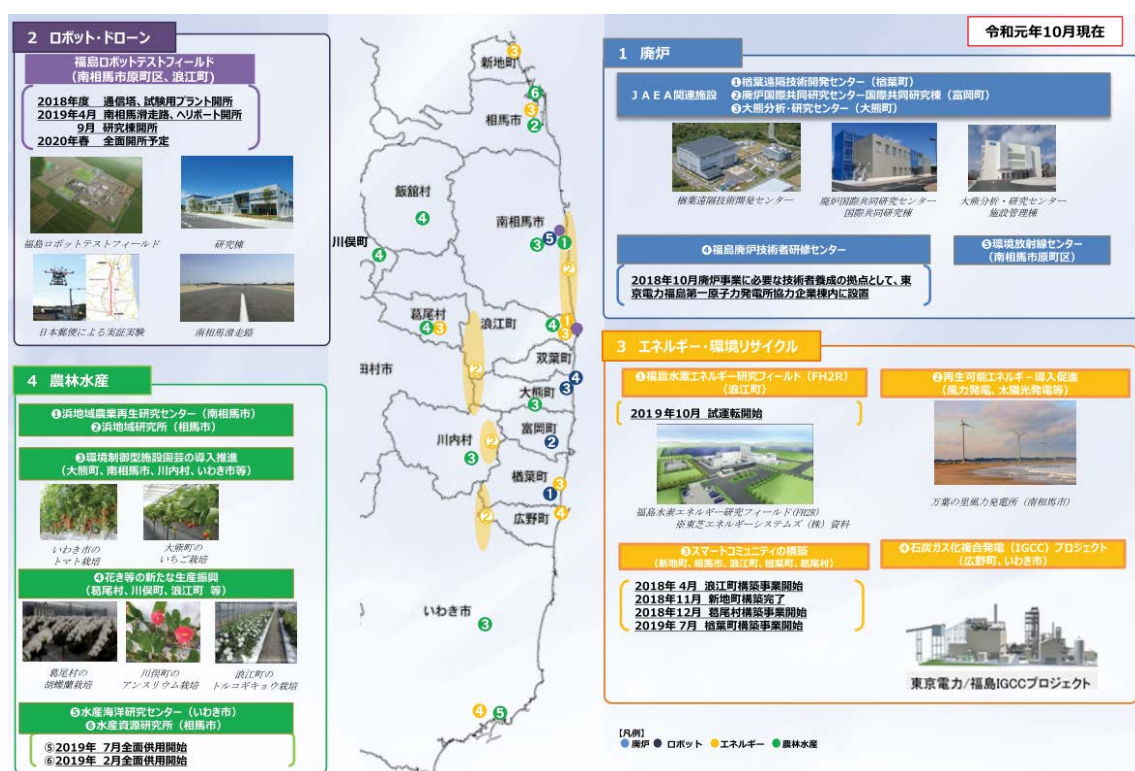 令和元年10月現在
2 ロボット・ドローン
福島ロボットテストフィールド
(南相馬市原町区、浪江町)
2018年度 通信塔、試験用プラント開所
2019年4月 南相馬滑走路、ヘリポート開所
9月 研究棟開所
2020年春 全面開所予定
福島ロボットテストフィールド
研究棟
日本郵便による実証実験
南相馬滑走路
4 農林水産
❶浜地域農業再生研究センター(南相馬市)
❷浜地域研究所(相馬市)
❸環境制御型施設園芸の導入推進
(大熊町、南相馬市、川内村、いわき市等)
いわき市の
トマト栽培
大熊町の
いちご栽培
❹花き等の新たな生産振興
(葛尾村、川俣町、浪江町 等)
葛尾村の
胡蝶蘭栽培
川俣町の
アンスリウム栽培
浪江町の
トルコギキョウ栽培
❺水産海洋研究センター(いわき市)
❻水産資源研究所(相馬市)
⑤2019年 7月全面供用開始
⑥2019年 2月全面供用開始
新地町
❸
❻
相馬市
❸
❷
飯舘村
❹
南相馬市
❺
❸
❶
❷
川俣町
❹
葛尾村
❹❸
浪江町
❹
❶
❸
双葉町
❷
田村市
大熊町
❹
❸
❸
富岡町
❷
川内村
❷
❸
楢葉町
❸
❶
広野町
❹
❷
いわき市
❸
❹
❺
1 廃炉
JAEA関連施設
❶楢葉遠隔技術開発センター(楢葉町)
❷廃炉国際共同研究センター国際共同研究棟(富岡町)
❸大熊分析・研究センター(大熊町)
楢葉遠隔技術開発センター
廃炉国際共同研究センター
国際共同研究棟
大熊分析・研究センター
施設管理棟
❹福島廃炉技術者研修センター
2018年10月廃炉事業に必要な技術者養成の拠点として、東
京電力福島第一原子力発電所協力企業棟内に設置
❺環境放射線センター
(南相馬市原町区)
3 エネルギー・環境リサイクル
❶福島水素エネルギー研究フィールド(FH2R)
(浪江町)
2019年10月 試運転開始
福島水素エネルギー研究フィールド(FH2R)
※東芝エネルギーシステムズ(株)資料
❷再生可能エネルギー導入促進
(風力発電、太陽光発電等)
万葉の里風力発電所(南相馬市)
❸スマートコミュニティの構築
(新地町、相馬市、浪江町、楢葉町、葛尾村)
2018年 4月 浪江町構築事業開始
2018年11月 新地町構築完了
2018年12月 葛尾村構築事業開始
2019年 7月 楢葉町構築事業開始
❹石炭ガス化複合発電(IGCC)プロジェクト
(広野町、いわき市)
東京電力/福島IGCCプロジェクト
【凡例】
●廃炉 ●ロボット ●エネルギー ●農林水産